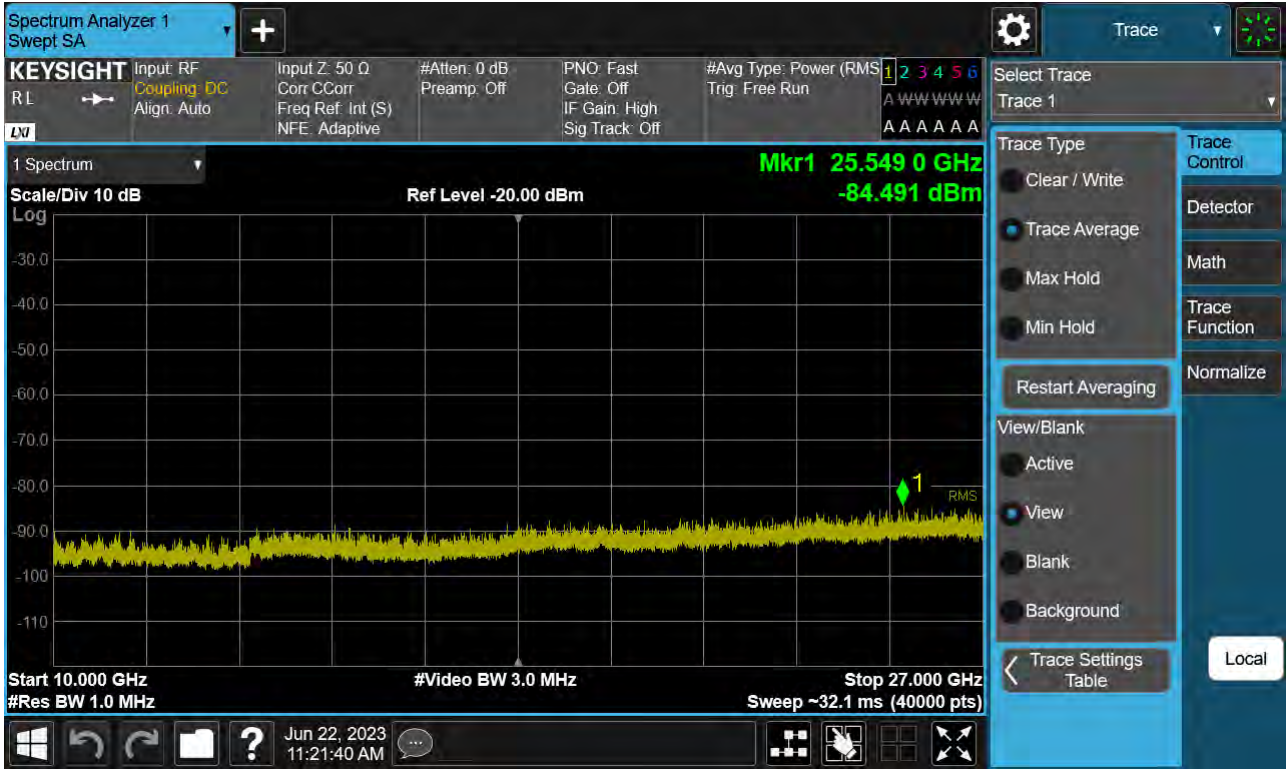 Spectrum Analyzer 1
Swept SA
+
Trace
KEYSIGHT
R L
LXI
Input: RF
Coupling: DC
Align: Auto
Input Z: 50 Ω
Corr CCorr
Freq Ref: Int (S)
NFE: Adaptive
#Atten: 0 dB
Preamp: Off
PNO: Fast
Gate: Off
IF Gain: High
Sig Track: Off
#Avg Type: Power (RMS
Trig: Free Run
1 2 3 4 5 6
A W W W W W
A A A A A A
Select Trace
Trace 1
1 Spectrum
Scale/Div 10 dB
Ref Level -20.00 dBm
Mkr1 25.549 0 GHz
-84.491 dBm
Log
-30.0
-40.0
-50.0
-60.0
-70.0
-80.0
-90.0
-100
-110
1
RMS
Start 10.000 GHz
#Video BW 3.0 MHz
Stop 27.000 GHz
#Res BW 1.0 MHz
Sweep ~32.1 ms (40000 pts)
Trace Type
Clear / Write
Trace Average
Max Hold
Min Hold
Restart Averaging
View/Blank
Active
View
Blank
Background
Trace Settings
Table
Trace
Control
Detector
Math
Trace
Function
Normalize
Local
?
Jun 22, 2023
11:21:40 AM